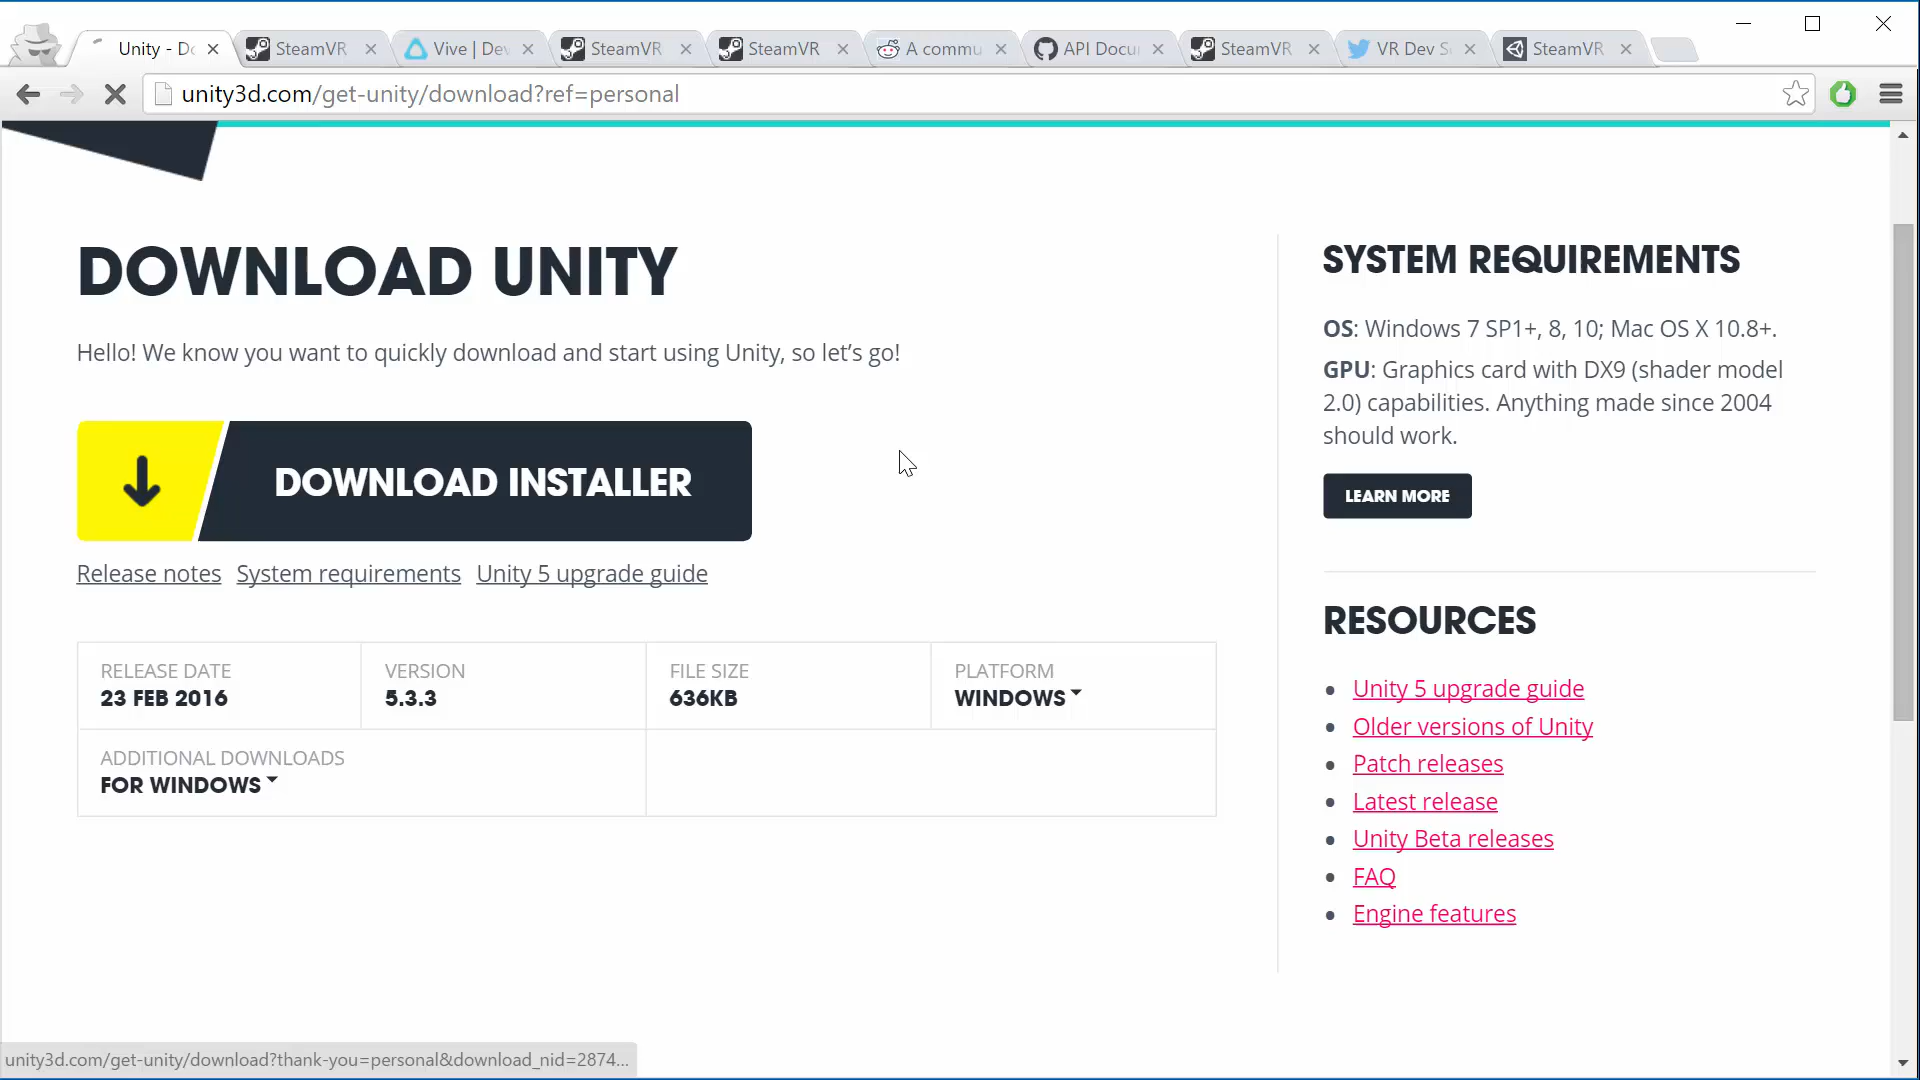 Unity - Do
SteamVR
Vive | Dev
SteamVR
SteamVR
A commu
API Docu
SteamVR
VR Dev S
SteamVR
unity3d.com/get-unity/download?ref=personal
DOWNLOAD UNITY
Hello! We know you want to quickly download and start using Unity, so let’s go!
DOWNLOAD INSTALLER
Release notes System requirements Unity 5 upgrade guide
RELEASE DATE
23 FEB 2016
VERSION
5.3.3
FILE SIZE
636KB
PLATFORM
WINDOWS
ADDITIONAL DOWNLOADS
FOR WINDOWS
SYSTEM REQUIREMENTS
OS: Windows 7 SP1+, 8, 10; Mac OS X 10.8+.
GPU: Graphics card with DX9 (shader model
2.0) capabilities. Anything made since 2004
should work.
LEARN MORE
RESOURCES
Unity 5 upgrade guide
Older versions of Unity
Patch releases
Latest release
Unity Beta releases
FAQ
Engine features
unity3d.com/get-unity/download?thank-you=personal&download_nid=2874...